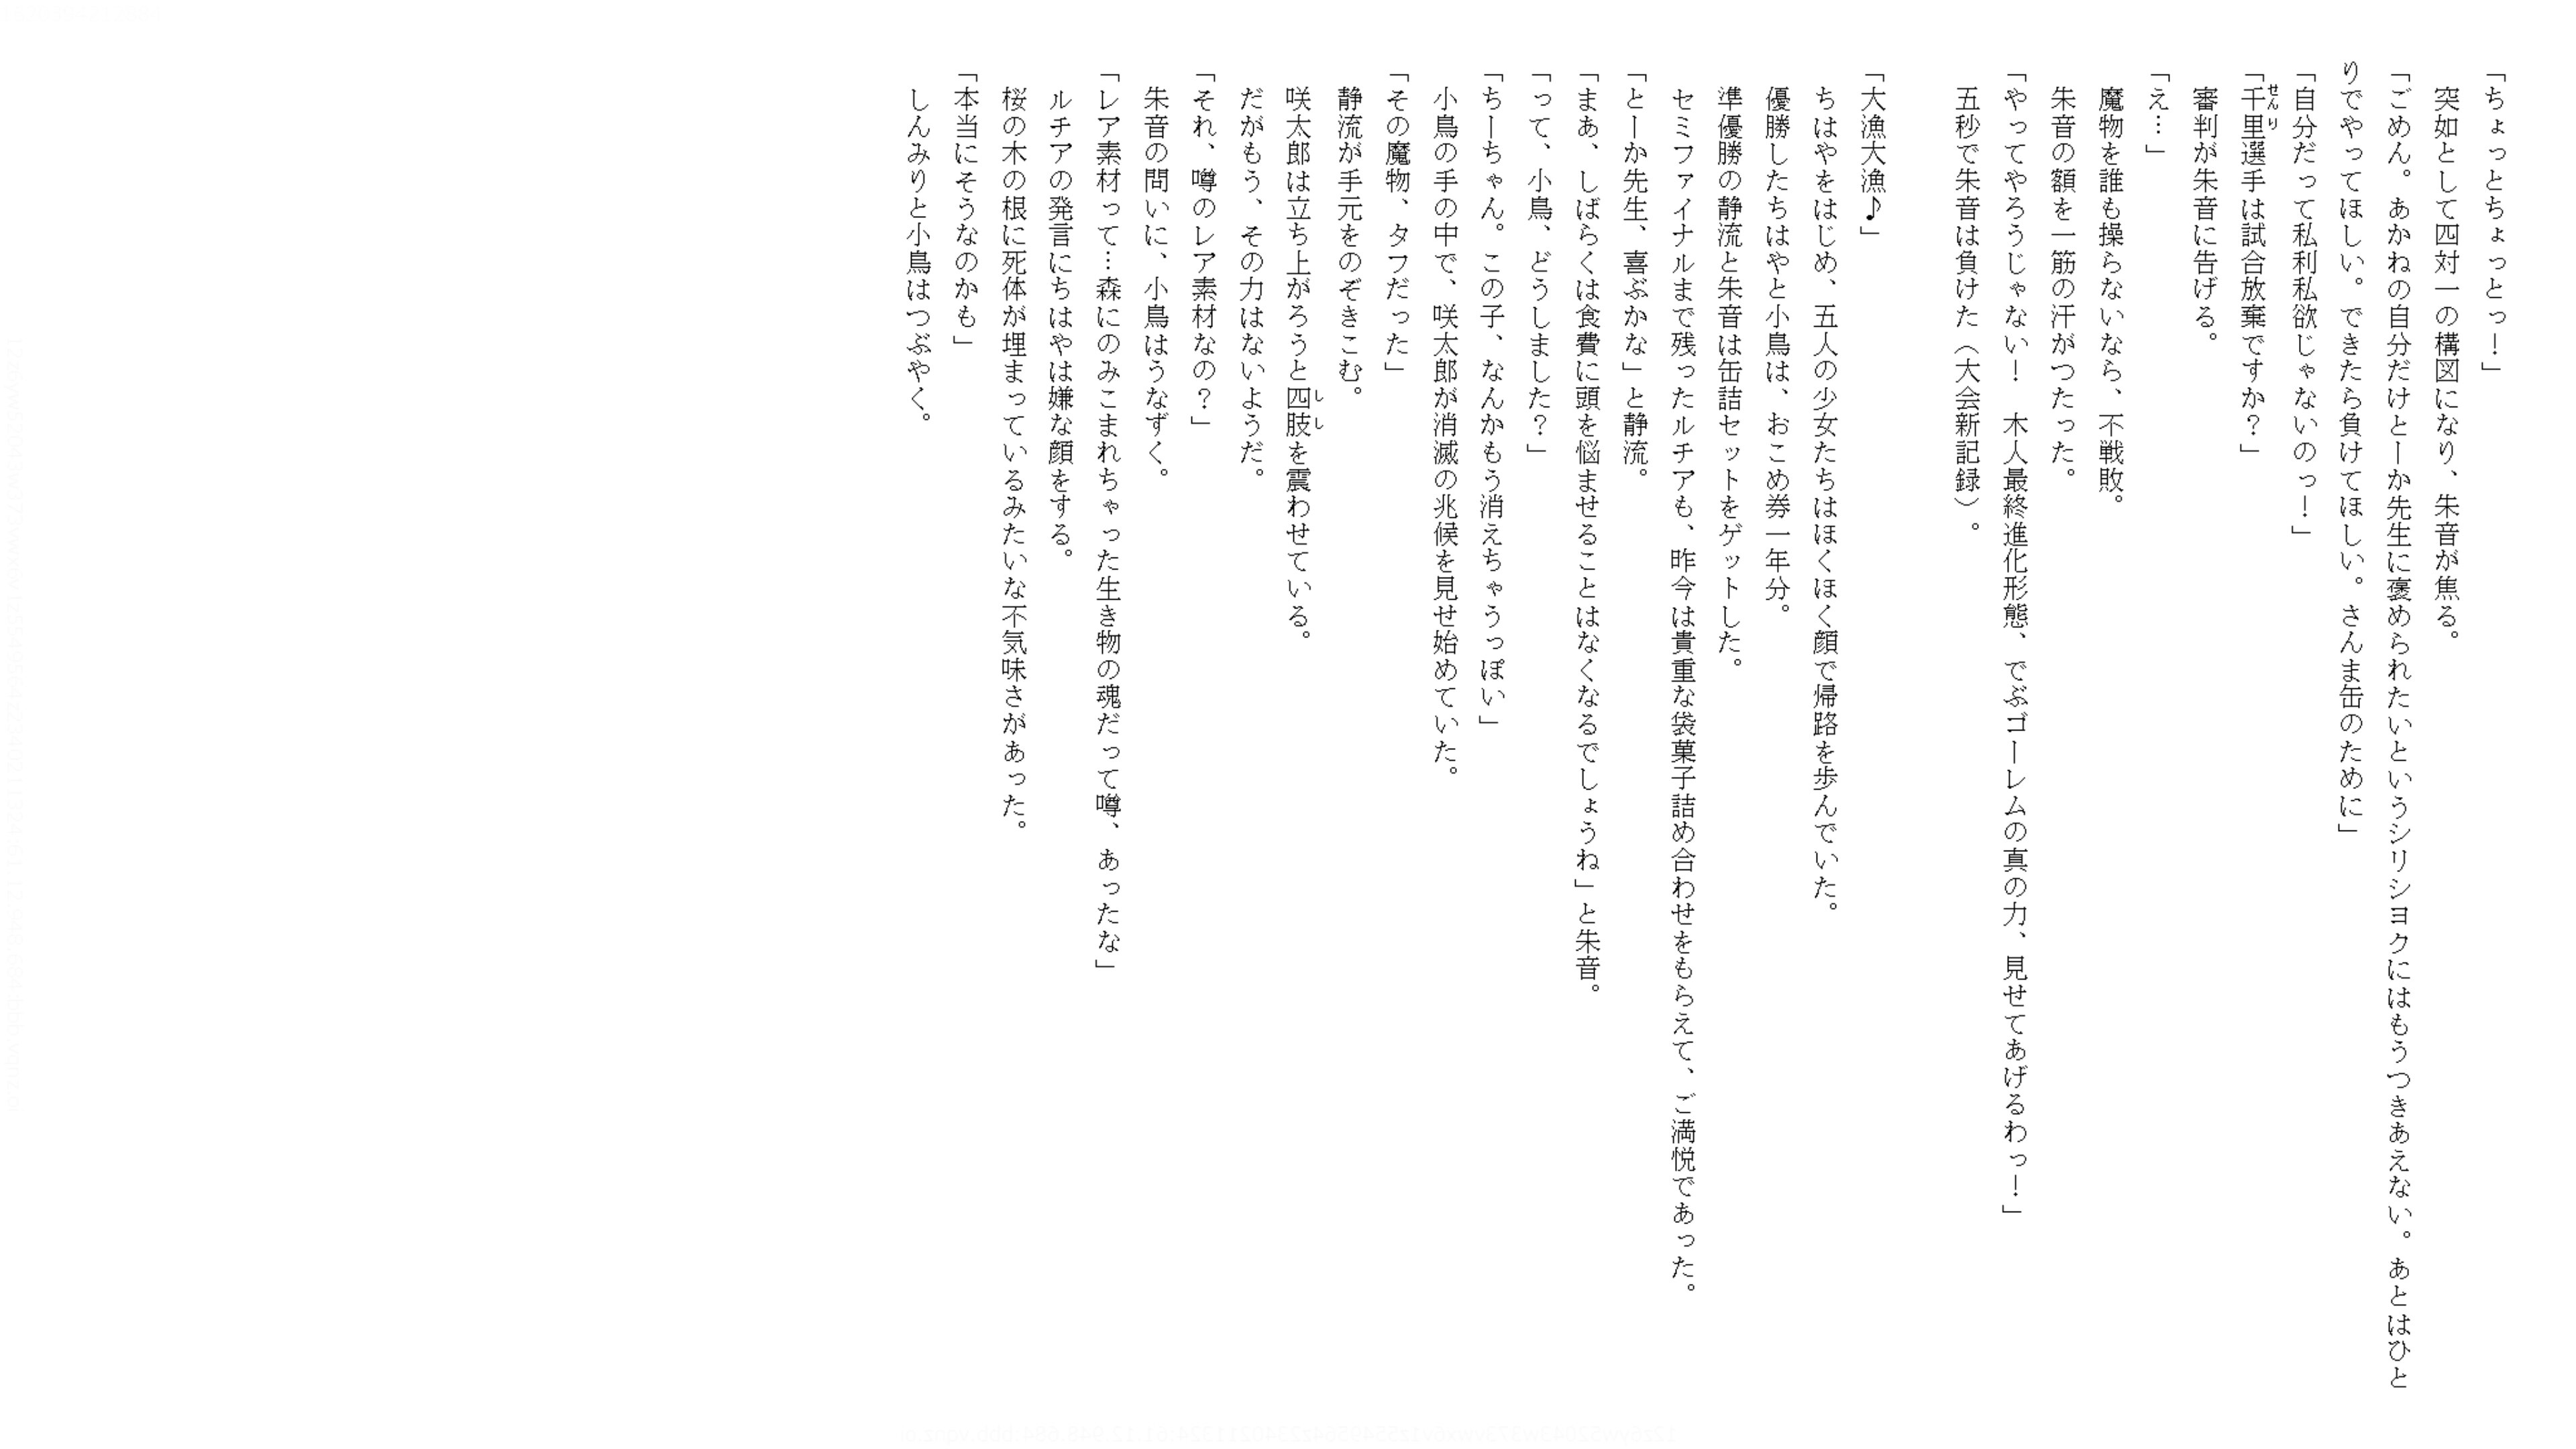 「ちょっとちょっとっ！」
突如として四対一の構図になり、朱音が焦る。
「ごめん。あかねの自分だけとーか先生に褒められたいというシリシヨクにはもうつきあえない。あとはひと
りでやってほしい。できたら負けてほしい。さんま缶のために」
「自分だって私利私欲じゃないのっ！」
「千里選手は試合放棄ですか？」
審判が朱音に告げる。
「え…」
魔物を誰も操らないなら、不戦敗。
朱音の額を一筋の汗がつたった。
「やってやろうじゃない！　木人最終進化形態、でぶゴーレムの真の力、見せてあげるわっ！」
五秒で朱音は負けた（大会新記録）。
「大漁大漁♪」
ちはやをはじめ、五人の少女たちはほくほく顔で帰路を歩んでいた。
優勝したちはやと小鳥は、おこめ券一年分。
準優勝の静流と朱音は缶詰セットをゲットした。
セミファイナルまで残ったルチアも、昨今は貴重な袋菓子詰め合わせをもらえて、ご満悦であった。
「とーか先生、喜ぶかな」と静流。
「まあ、しばらくは食費に頭を悩ませることはなくなるでしょうね」と朱音。
「って、小鳥、どうしました？」
「ちーちゃん。この子、なんかもう消えちゃうっぽい」
小鳥の手の中で、咲太郎が消滅の兆候を見せ始めていた。
「その魔物、タフだった」
静流が手元をのぞきこむ。
咲太郎は立ち上がろうと四肢を震わせている。
だがもう、その力はないようだ。
「それ、噂のレア素材なの？」
朱音の問いに、小鳥はうなずく。
「レア素材って…森にのみこまれちゃった生き物の魂だって噂、あったな」
ルチアの発言にちはやは嫌な顔をする。
桜の木の根に死体が埋まっているみたいな不気味さがあった。
「本当にそうなのかも」
しんみりと小鳥はつぶやく。